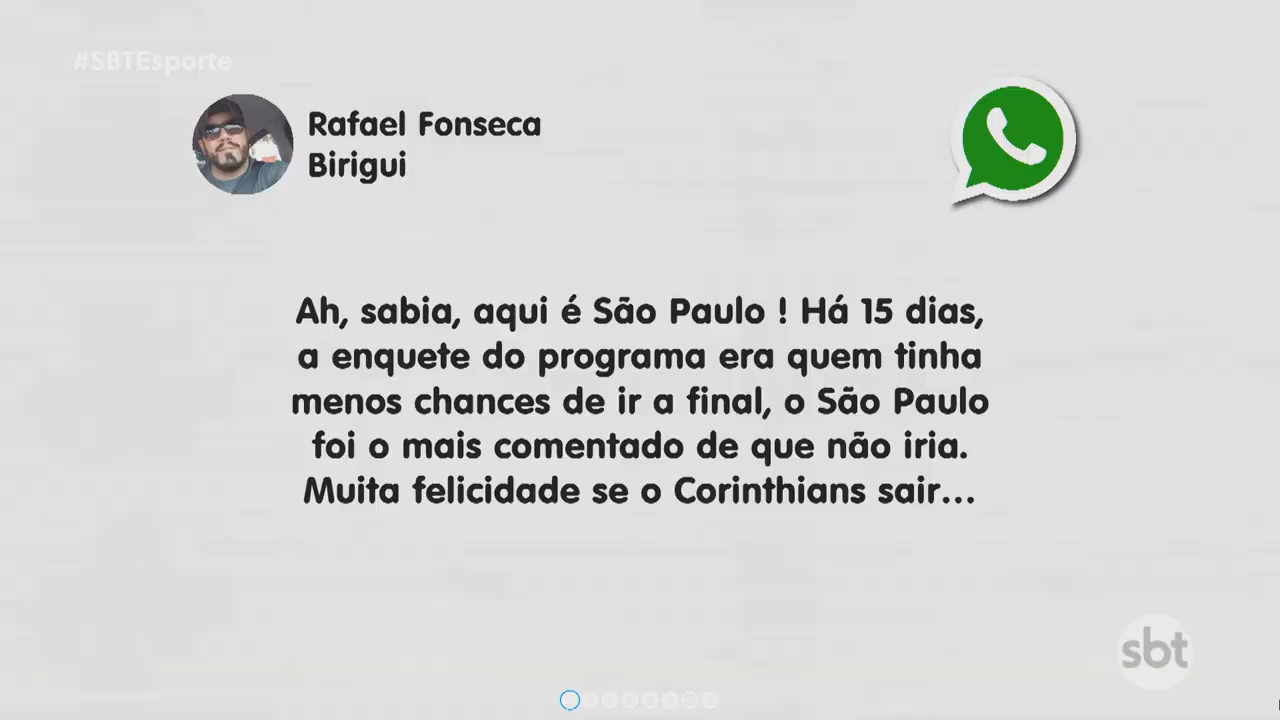 #SBTEsporte
Rafael Fonseca
Birigui
Ah, sabia, aqui é São Paulo ! Há 15 dias,
a enquete do programa era quem tinha
menos chances de ir a final, o São Paulo
foi o mais comentado de que não iria.
Muita felicidade se o Corinthians sair...
sbt